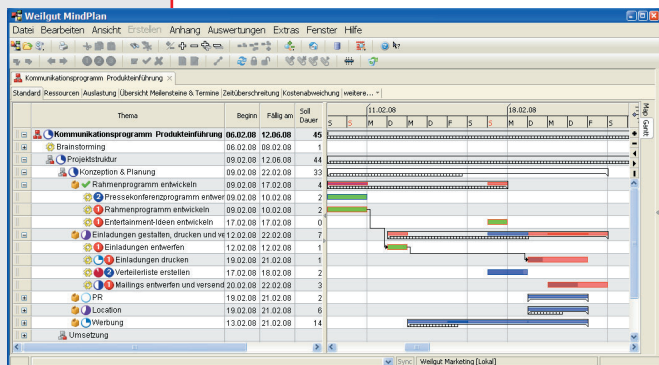 Weilgut MindPlan
Datei Bearbeiten Ansicht Erstellen Anhang Auswertungen Extras Fenster Hilfe
Kommunikationsprogramm Produkteinführung
Standard Ressourcen Auslastung Übersicht Meilensteine & Termine Zeitüberschreitung Kostenabweichung weitere...
Thema Beginn Fällig am Soll Dauer 11.02.08 18.02.08
S S M D M D F S S M D M D F S
Map
Gantt
Kommunikationsprogramm Produkteinführung 06.02.08 12.06.08 45
Brainstorming 06.02.08 08.02.08 1
Projektstruktur 09.02.08 12.06.08 44
Konzeption & Planung 09.02.08 22.02.08 33
Rahmenprogramm entwickeln 09.02.08 17.02.08 4
2 Pressekonferenzprogramm entwer 09.02.08 10.02.08 2
1 Rahmenprogramm entwickeln 09.02.08 10.02.08 2
1 Entertainment-Ideen entwickeln 17.02.08 17.02.08 0
Einladungen gestalten, drucken und ve 12.02.08 22.02.08 7
1 Einladungen entwerfen 12.02.08 12.02.08 1
1 Einladungen drucken 19.02.08 21.02.08 1
2 Verteilerliste erstellen 17.02.08 18.02.08 2
1 Mailings entwerfen und versend 20.02.08 22.02.08 3
PR 19.02.08 21.02.08 2
Location 19.02.08 21.02.08 6
Werbung 13.02.08 21.02.08 14
Umsetzung
Sync Weilgut Marketing [Lokal]